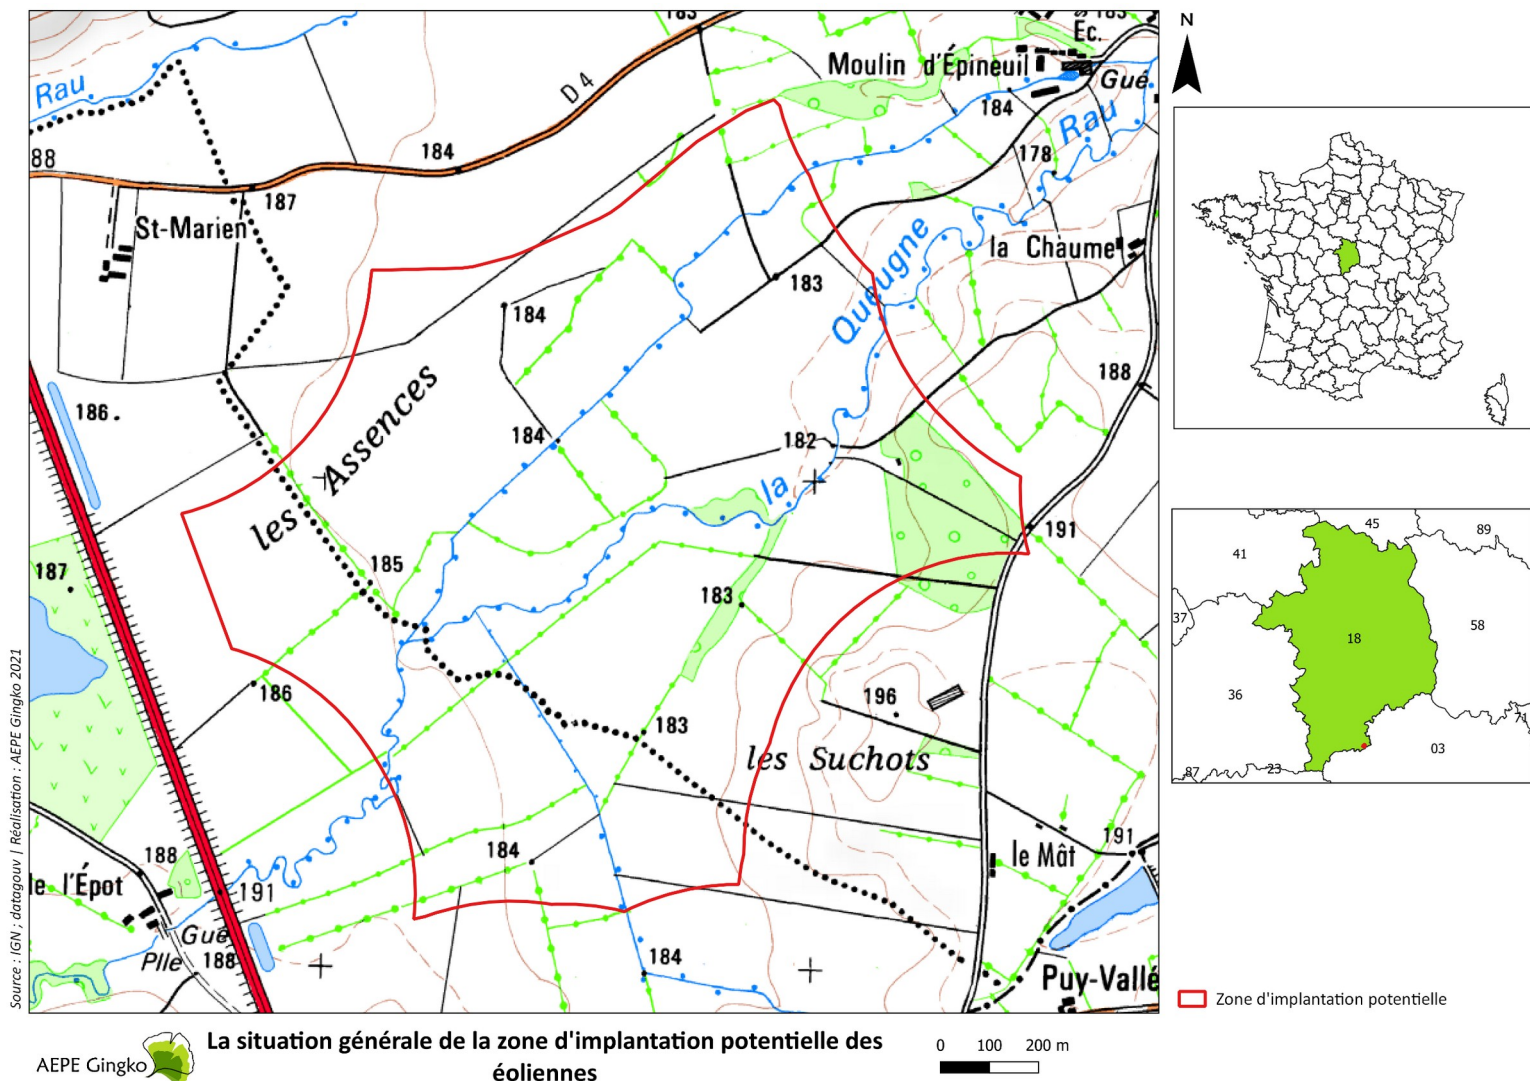 183
183
Ec.
Moulin d'Épineuil
Gué
Rau
D 4
184
Rau
88
184
178
187
St-Marien
Queugne
la Chaume
184
183
188
186
les Assences
184
182
la
191
187
185
183
186
196
183
les Suchots
188
184
le Mât
191
le l'Épot
191
Gué
Plle
188
184
Puy-Vallé
N
45
89
41
37
18
58
36
71
03
87
23
Zone d'implantation potentielle
Source : IGN ; datagouv | Réalisation : AEPE Gingko 2021
AEPE Gingko
La situation générale de la zone d'implantation potentielle des
éoliennes
0 100 200 m